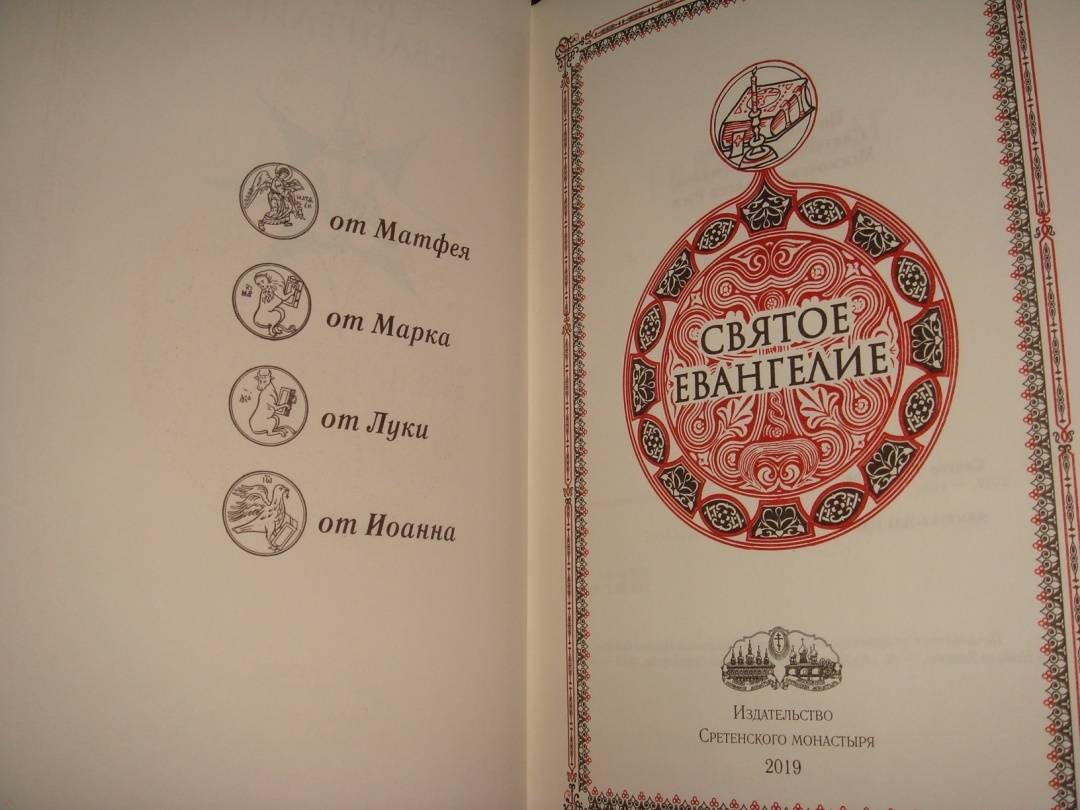 от Матфея
от Марка
от Луки
от Иоанна
СВЯТОЕ
ЕВАНГЕЛИЕ
Издательство
Сретенского монастыря
2019